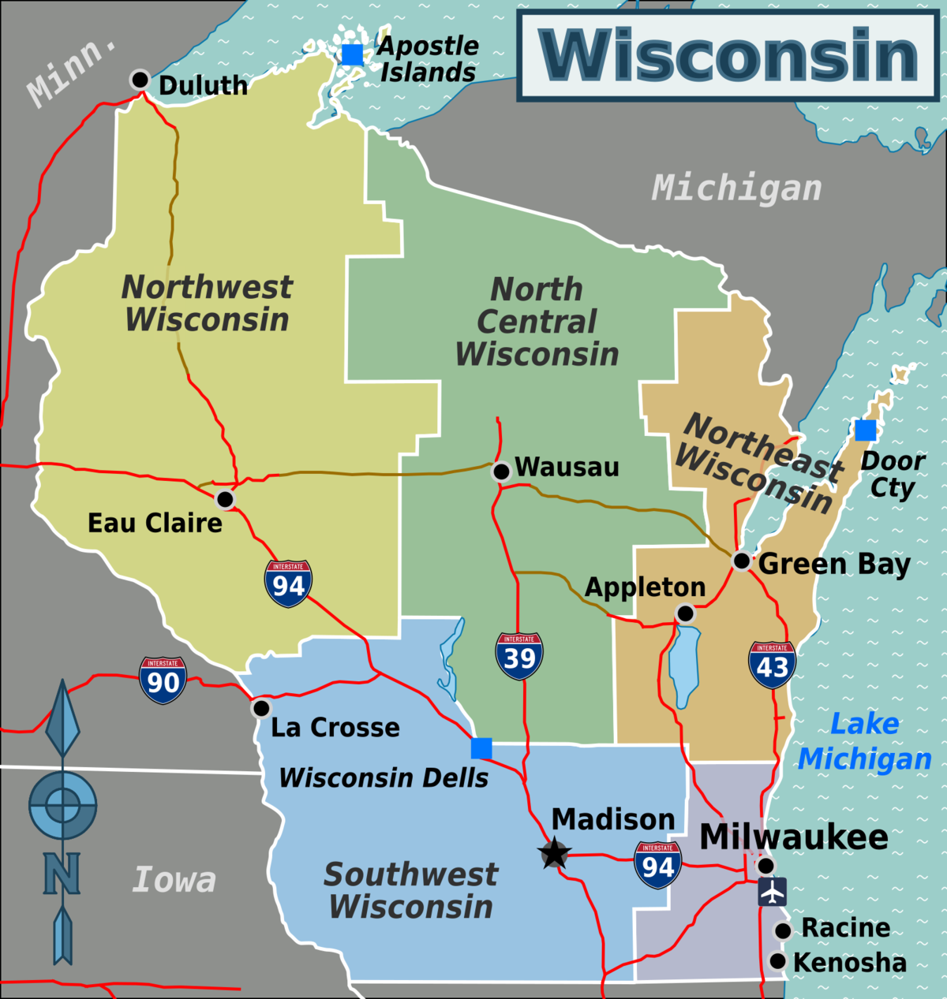 Wisconsin
Minn.
Apostle
Islands
Duluth
Michigan
Northwest
Wisconsin
North
Central
Wisconsin
Northeast
Wisconsin
Door
Cty
Wausau
Eau Claire
Green Bay
Appleton
INTERSTATE
94
INTERSTATE
39
INTERSTATE
43
INTERSTATE
90
La Crosse
Lake
Michigan
Wisconsin Dells
Madison
Milwaukee
INTERSTATE
94
N
Iowa
Southwest
Wisconsin
Racine
Kenosha